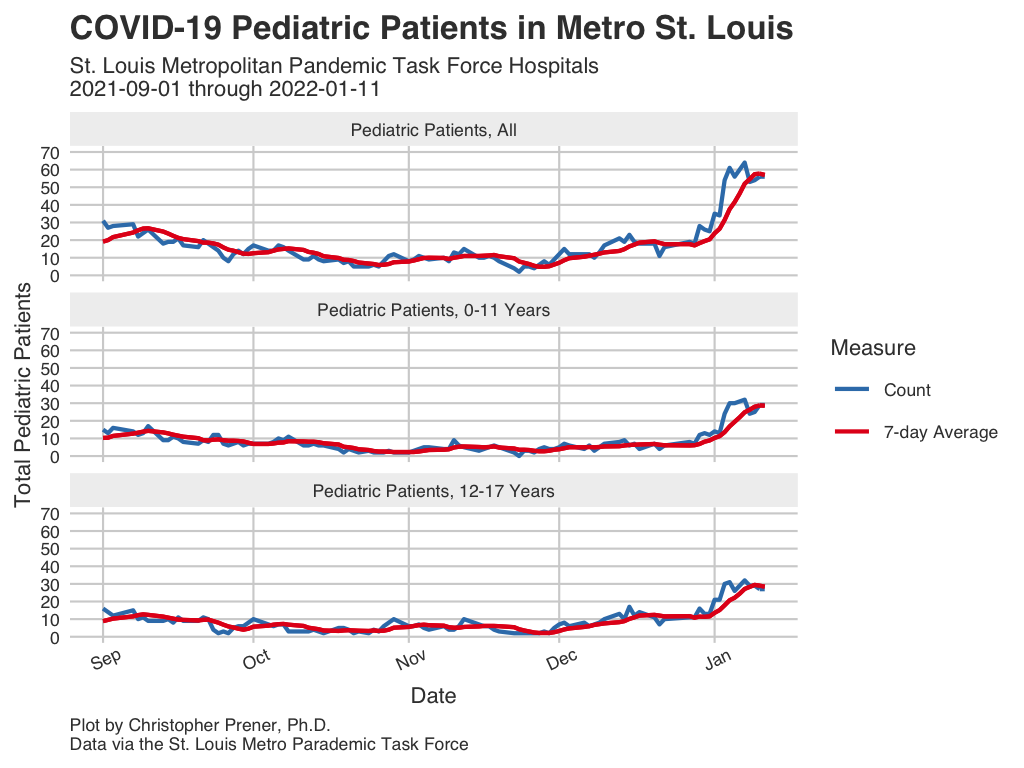 COVID-19 Pediatric Patients in Metro St. Louis
St. Louis Metropolitan Pandemic Task Force Hospitals
2021-09-01 through 2022-01-11
Total Pediatric Patients
Pediatric Patients, All
70
60
50
40
30
20
10
0
Pediatric Patients, 0-11 Years
70
60
50
40
30
20
10
0
Pediatric Patients, 12-17 Years
70
60
50
40
30
20
10
0
Sep Oct Nov Dec Jan
Date
Measure
Count
7-day Average
Plot by Christopher Prener, Ph.D.
Data via the St. Louis Metro Parademic Task Force